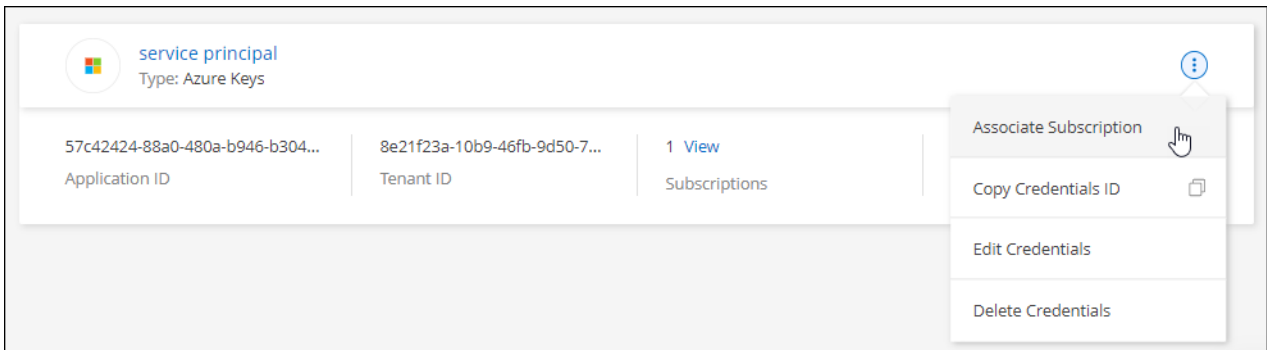 service principal
Type: Azure Keys
57c42424-88a0-480a-b946-b304...
Application ID
8e21f23a-10b9-46fb-9d50-7...
Tenant ID
1 View
Subscriptions
Associate Subscription
Copy Credentials ID
Edit Credentials
Delete Credentials